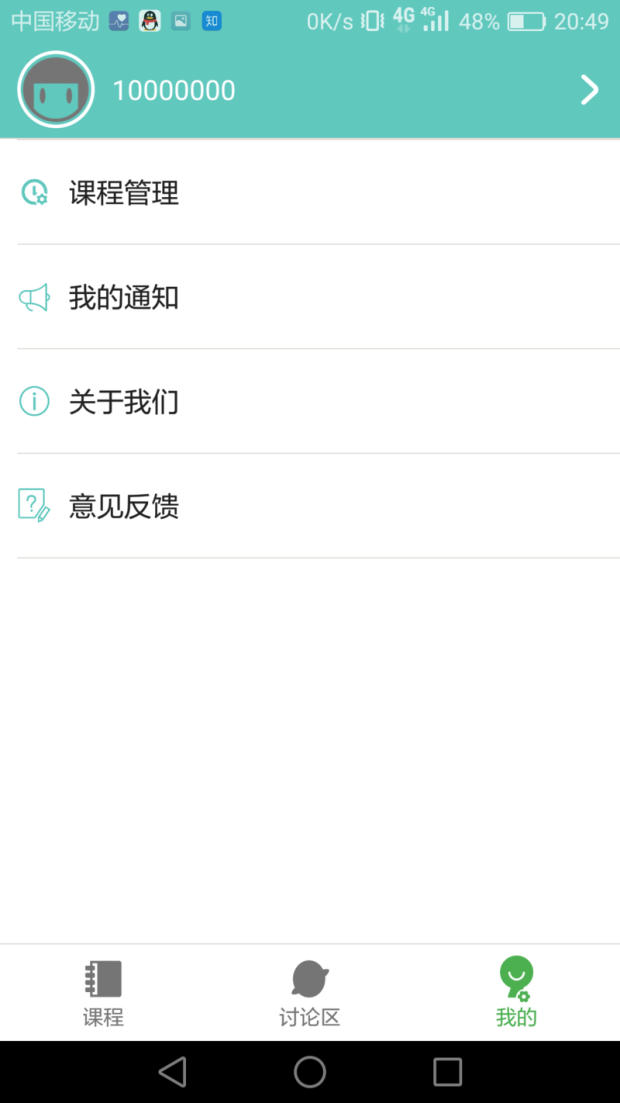 中国移动 知 0K/s 4G 4G 48% 20:49
10000000
课程管理
我的通知
关于我们
意见反馈
课程 讨论区 我的